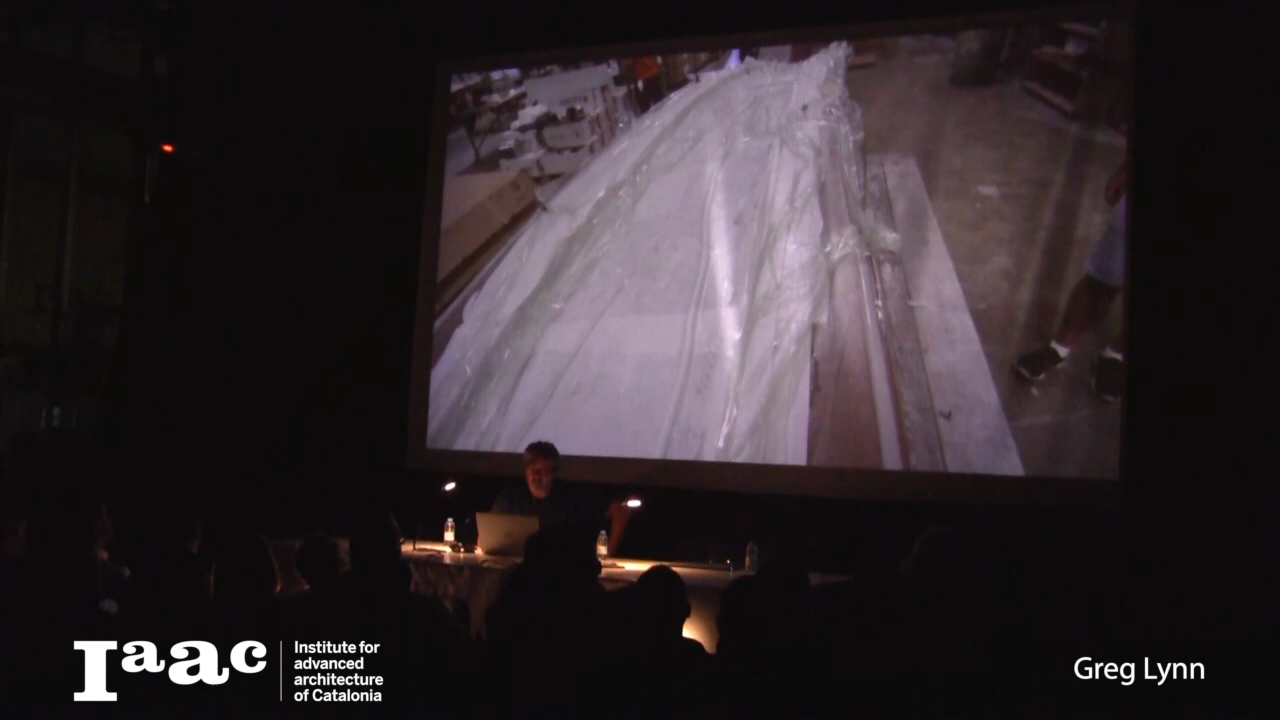 Iaac
Institute for
advanced
architecture
of Catalonia
Greg Lynn